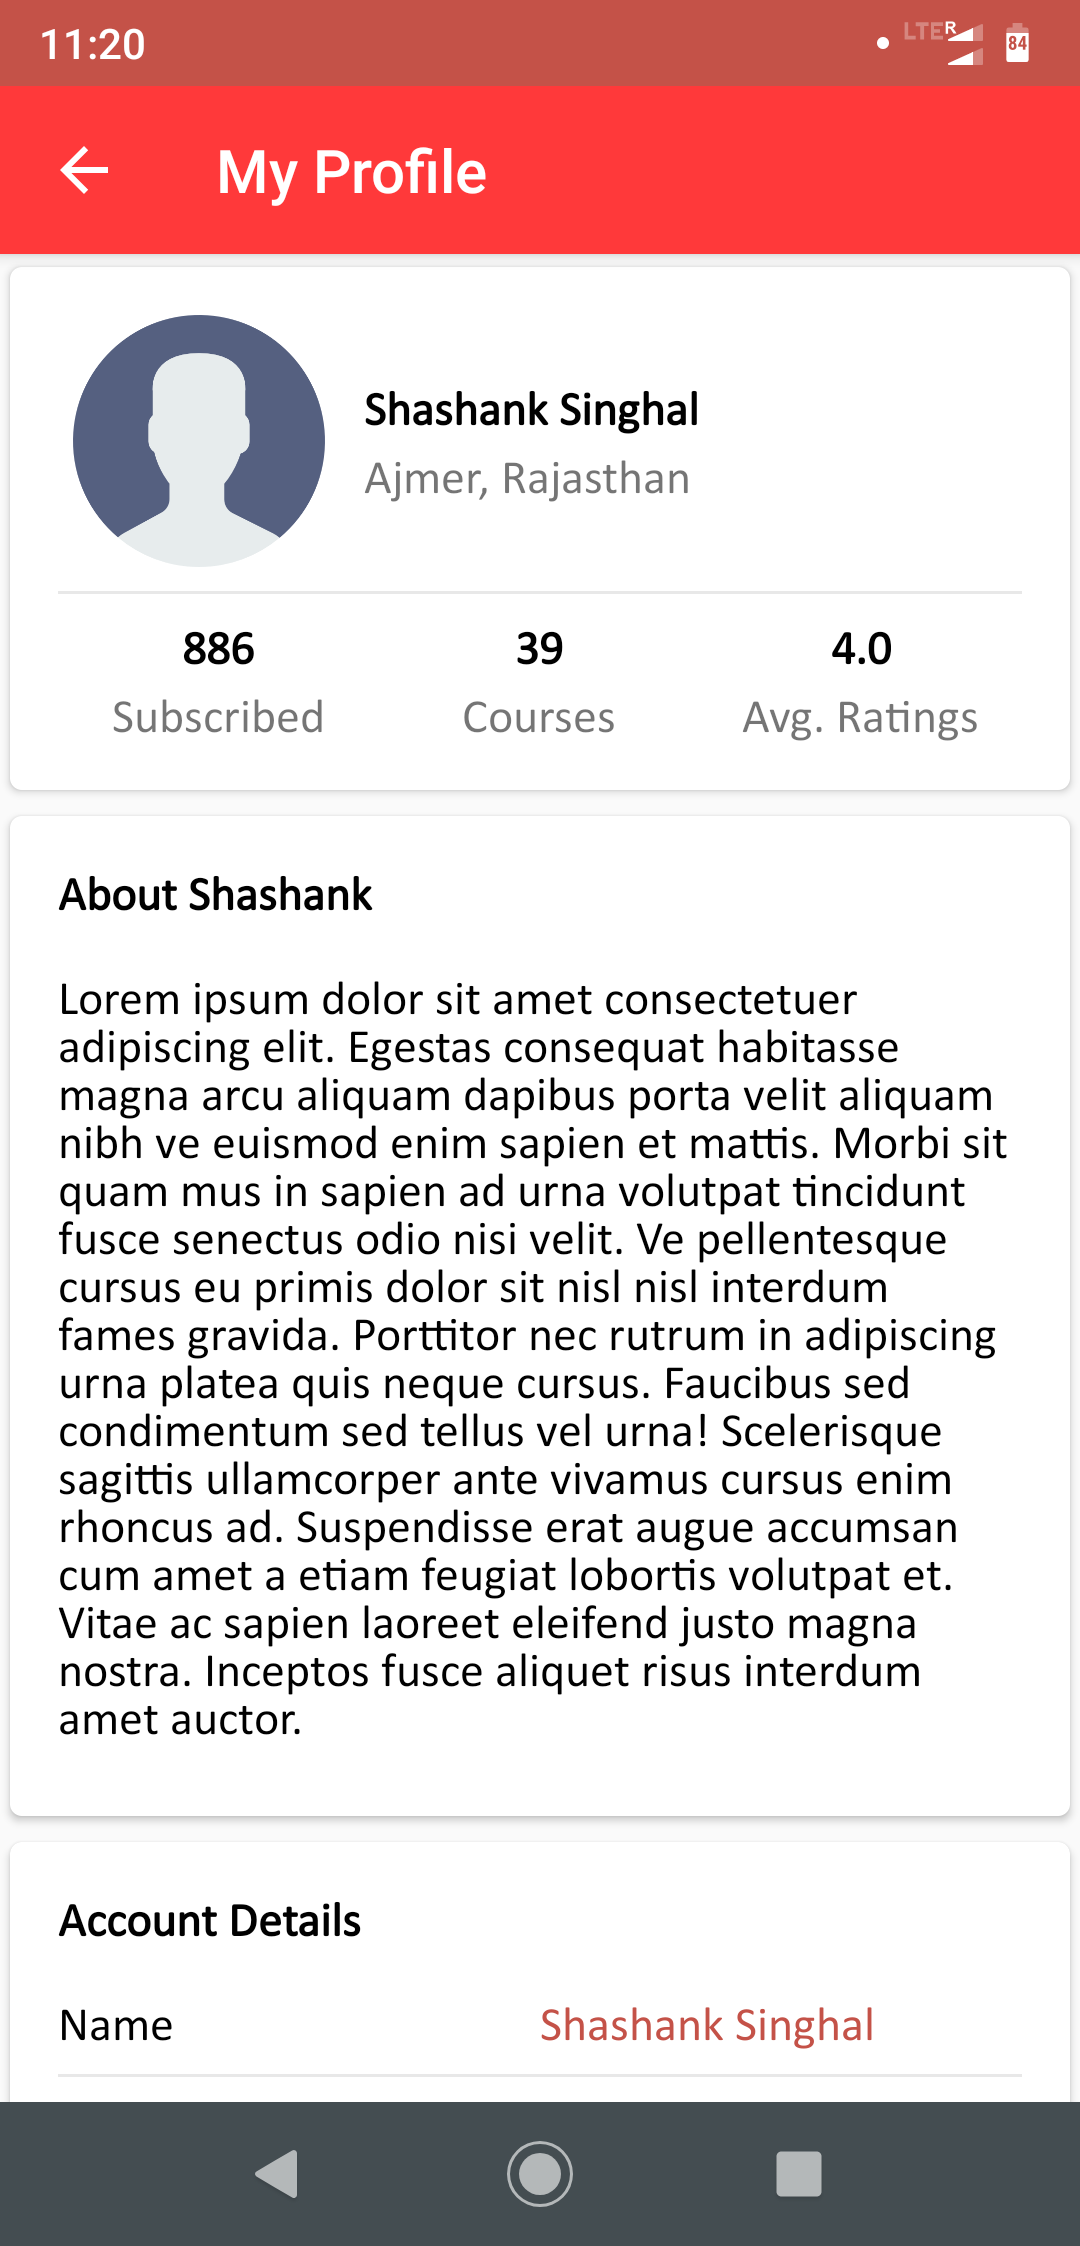 11:20
LTE R
84
My Profile
Shashank Singhal
Ajmer, Rajasthan
886 39 4.0
Subscribed Courses Avg. Ratings
About Shashank
Lorem ipsum dolor sit amet consectetuer
adipiscing elit. Egestas consequat habitasse
magna arcu aliquam dapibus porta velit aliquam
nibh ve euismod enim sapien et mattis. Morbi sit
quam mus in sapien ad urna volutpat tincidunt
fusce senectus odio nisi velit. Ve pellentesque
cursus eu primis dolor sit nisl nisl interdum
fames gravida. Porttitor nec rutrum in adipiscing
urna platea quis neque cursus. Faucibus sed
condimentum sed tellus vel urna! Scelerisque
sagittis ullamcorper ante vivamus cursus enim
rhoncus ad. Suspendisse erat augue accumsan
cum amet a etiam feugiat lobortis volutpat et.
Vitae ac sapien laoreet eleifend justo magna
nostra. Inceptos fusce aliquet risus interdum
amet auctor.
Account Details
Name Shashank Singhal